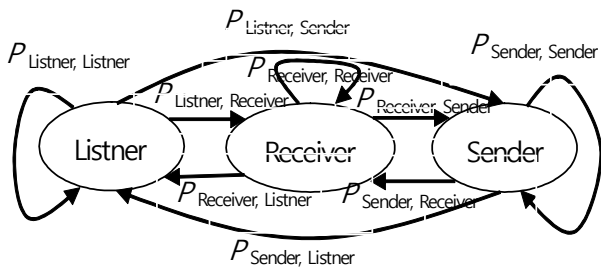 P Listner, Sender
P Listner, Listner
P Sender, Sender
P Receiver, Receiver
P Listner, Receiver
P Receiver, Sender
Listner
Receiver
Sender
P Receiver, Listner
P Sender, Receiver
P Sender, Listner